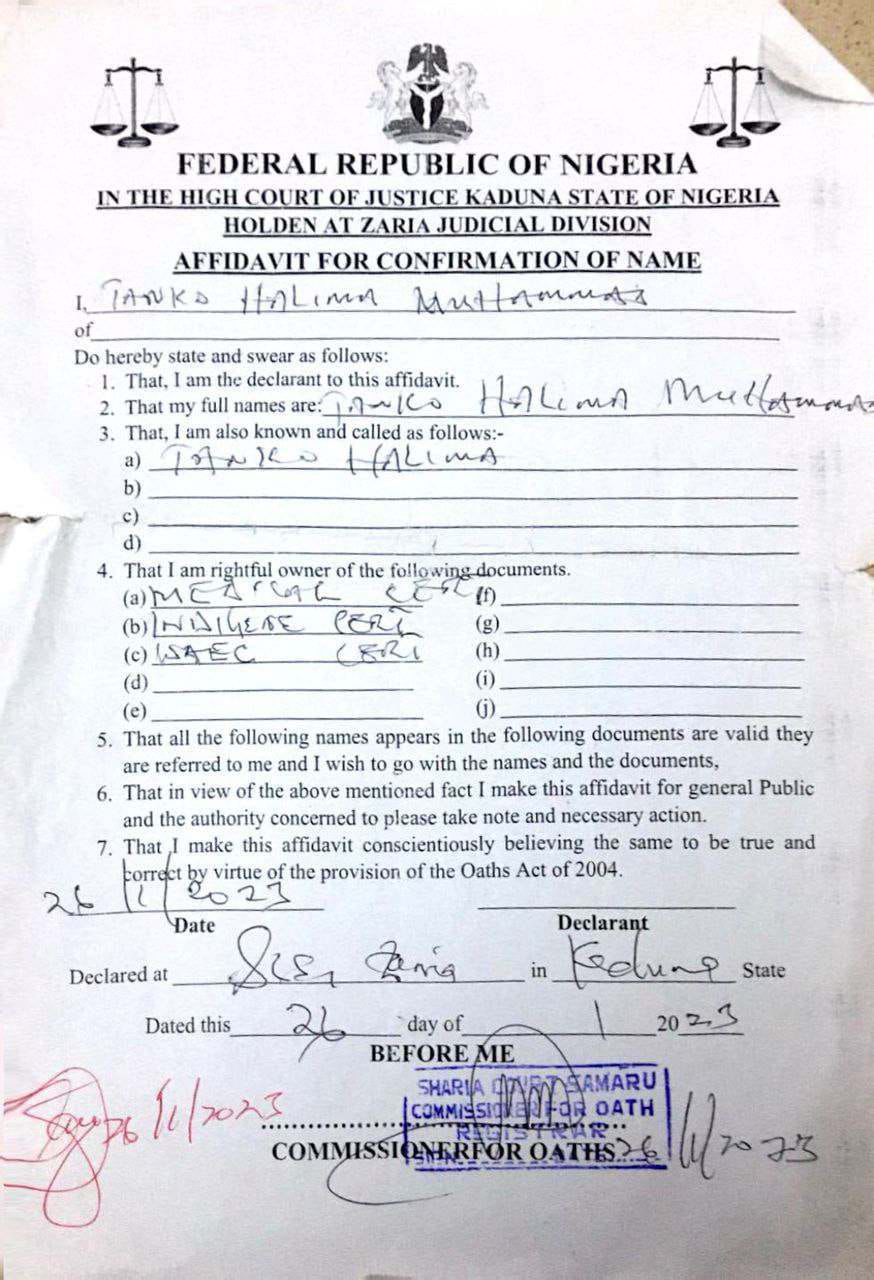 FEDERAL REPUBLIC OF NIGERIA
IN THE HIGH COURT OF JUSTICE KADUNA STATE OF NIGERIA
HOLDEN AT ZARIA JUDICIAL DIVISION
AFFIDAVIT FOR CONFIRMATION OF NAME
I, TANKO HALIMA MUHAMMAD
of
Do hereby state and swear as follows:
1. That, I am the declarant to this affidavit.
2. That my full names are: TANKO HALIMA MUHAMMAD
3. That, I am also known and called as follows:-
a) TANKO HALIMA
b)
c)
d)
4. That I am rightful owner of the following documents.
(a) MEDICAL CERT (f)
(b) INDIGENE CERT (g)
(c) WAEC CERT (h)
(d) (i)
(e) (j)
5. That all the following names appears in the following documents are valid they
are referred to me and I wish to go with the names and the documents,
6. That in view of the above mentioned fact I make this affidavit for general Public
and the authority concerned to please take note and necessary action.
7. That I make this affidavit conscientiously believing the same to be true and
correct by virtue of the provision of the Oaths Act of 2004.
26/1/2023
Date Declarant
Declared at Zaria in Kaduna State
Dated this 26 day of 1 2023
BEFORE ME
SHARIA COURT SAMARU
COMMISSIONER FOR OATH
REGISTRAR
26/1/2023
COMMISSIONERFOR OATHS
26/1/2023